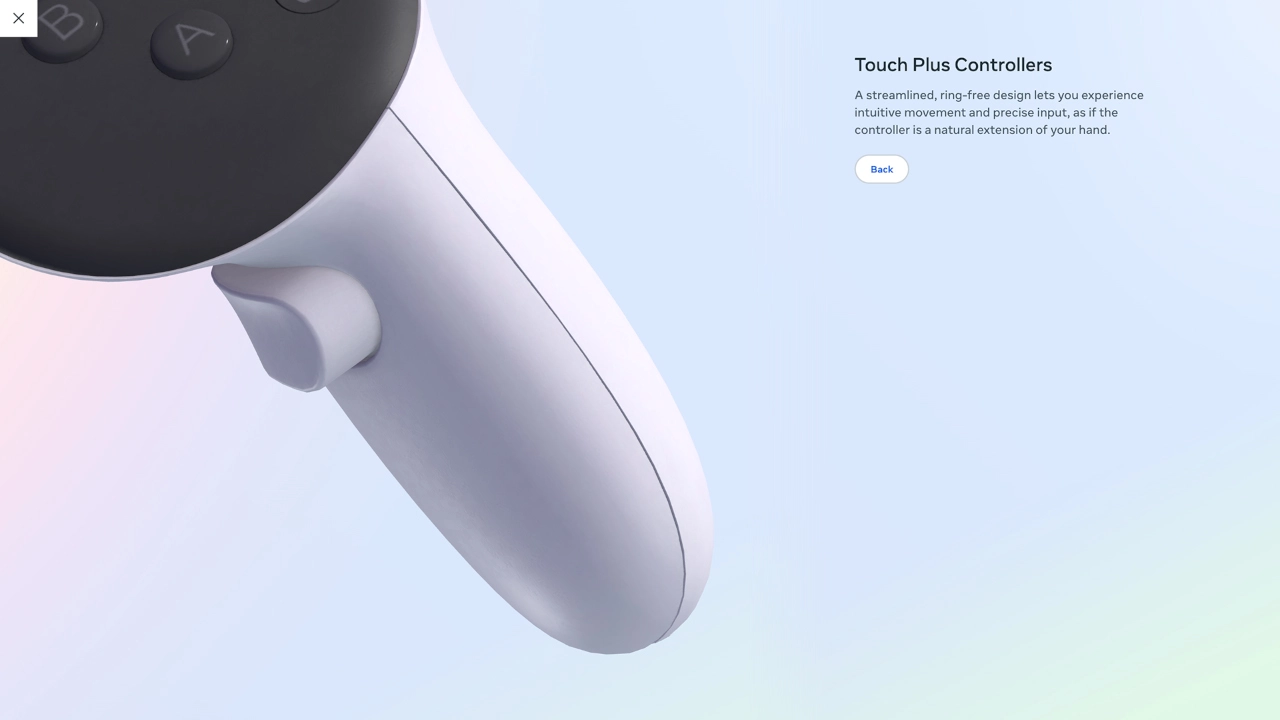 B
A
Touch Plus Controllers
A streamlined, ring-free design lets you experience
intuitive movement and precise input, as if the
controller is a natural extension of your hand.
Back